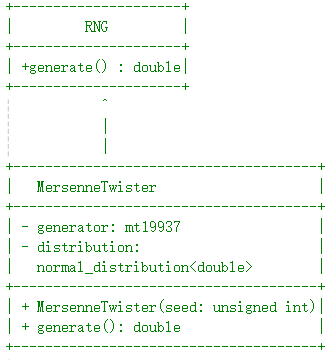 RNG
+generate() : double
MersenneTwister
- generator: mt19937
- distribution:
normal_distribution<double>
+ MersenneTwister(seed: unsigned int)
+ generate(): double